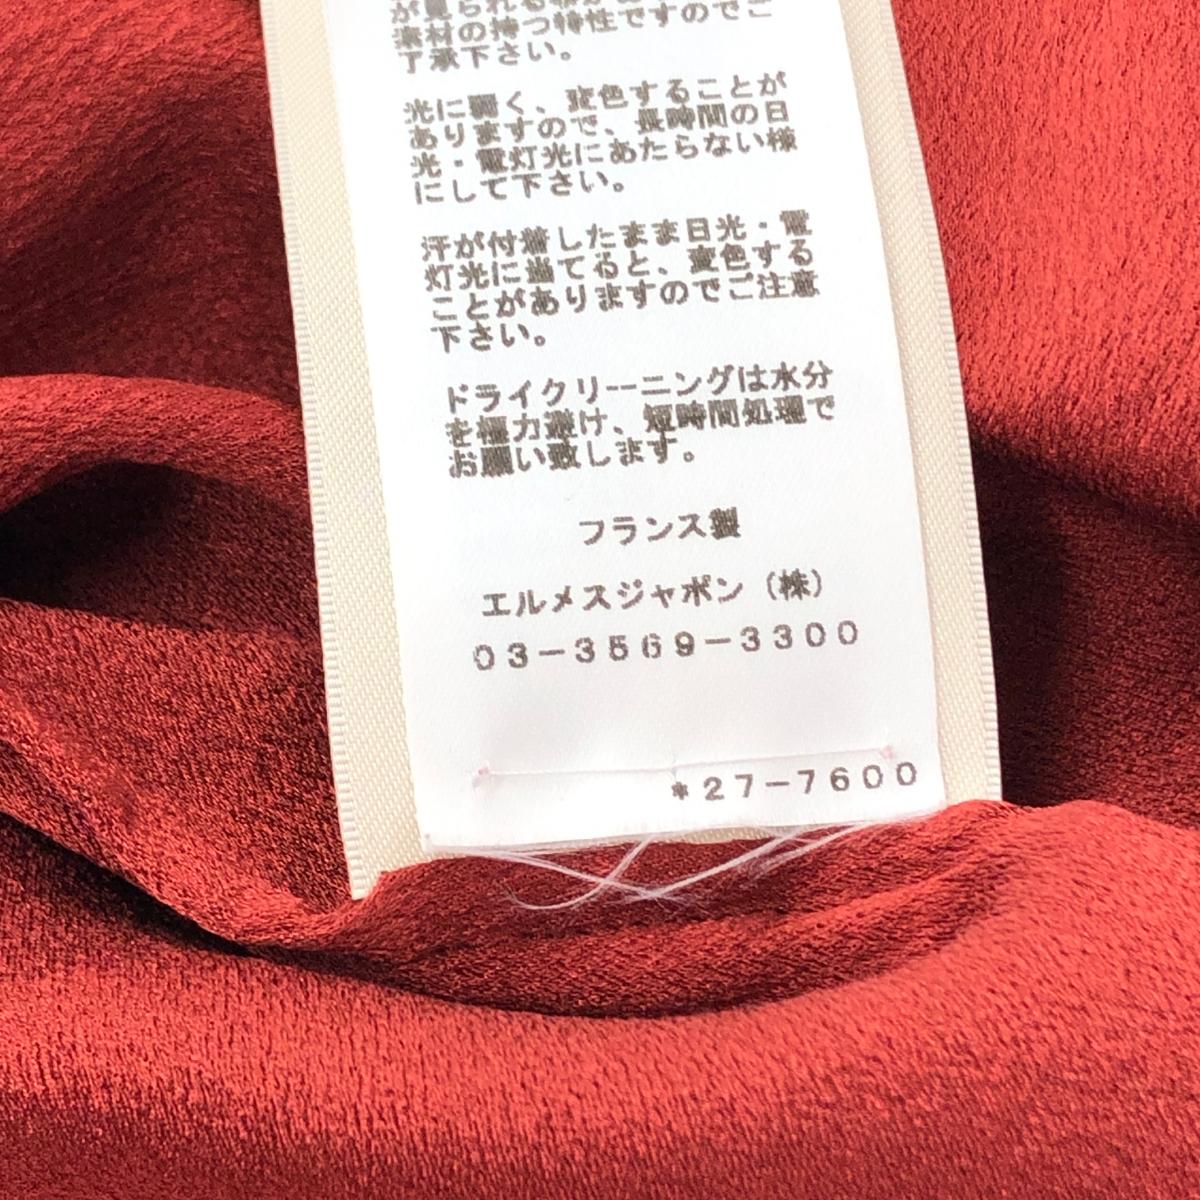 が見られる
素材の持つ特性ですのでご
了承下さい。
光に弱く、変色することが
ありますので、長時間の日
光・電灯光にあたらない様
にして下さい。
汗が付着したまま日光・電
灯光に当てると、変色する
ことがありますのでご注意
下さい。
ドライクリーニングは水分
を極力避け、短時間処理で
お願い致します。
フランス製
エルメスジャポン（株）
03-3569-3300
*27-7600